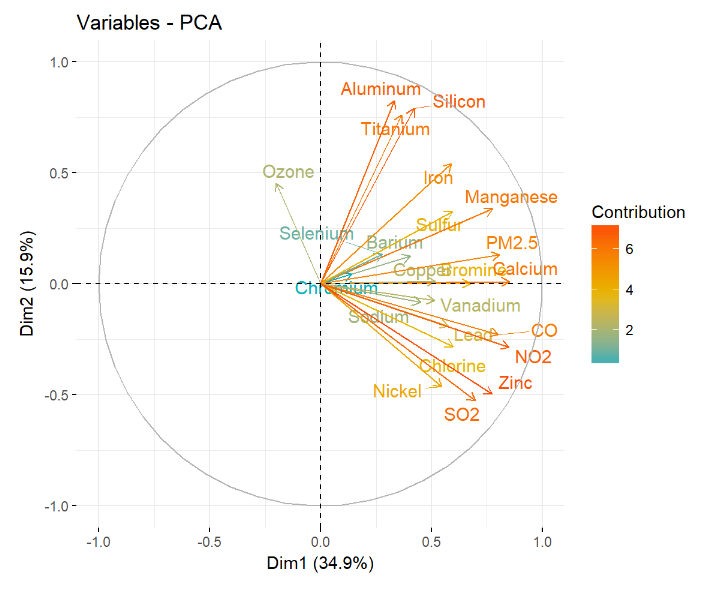 Variables - PCA
1.0
Aluminum
Silicon
Titanium
0.5
Ozone
Iron
Manganese
Contribution
Selenium
Sulfur
Barium
PM2.5
6
Copper
Bromine
Calcium
4
Dim2 (15.9%)
0.0
Chromium
2
Sodium
Vanadium
Lead
CO
NO2
Chlorine
Nickel
Zinc
-0.5
SO2
-1.0
-1.0
-0.5
0.0
0.5
1.0
Dim1 (34.9%)